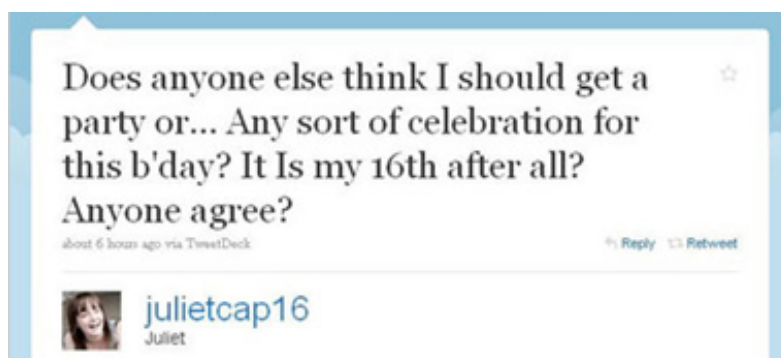 Does anyone else think I should get a
party or... Any sort of celebration for
this b'day? It Is my 16th after all?
Anyone agree?
about 6 hours ago via TweetDeck
Reply Retweet
julietcap16
Juliet